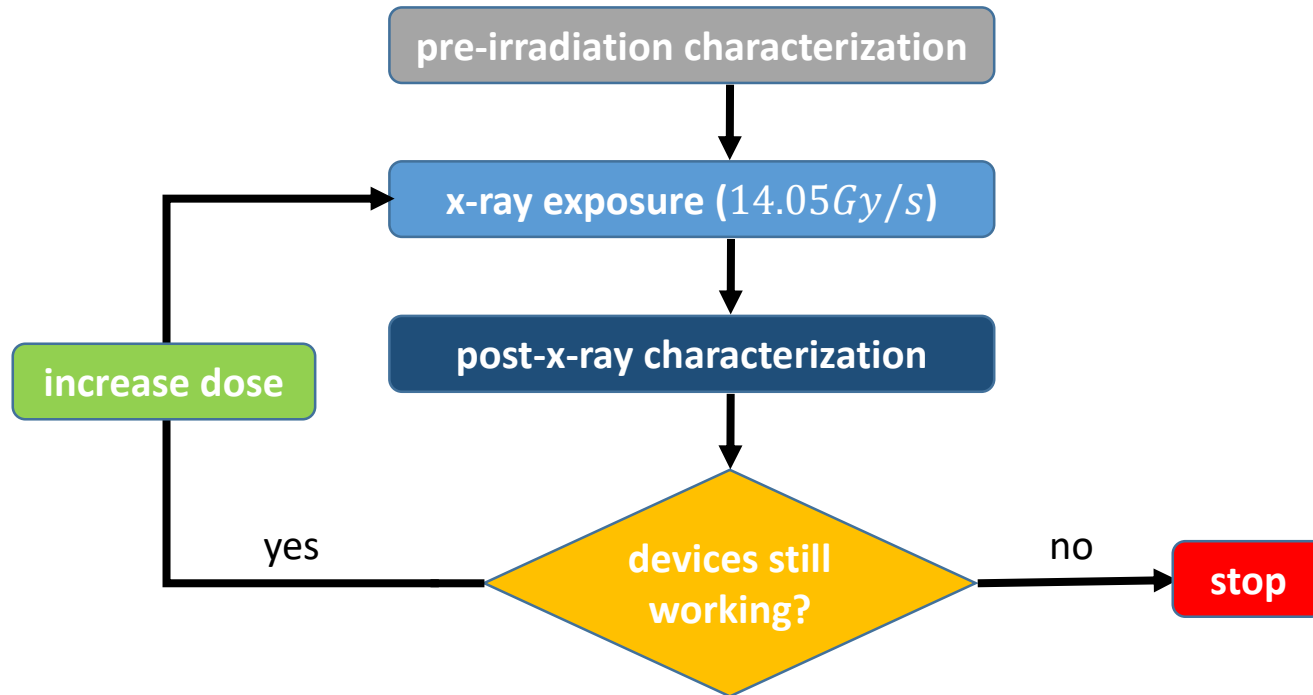 pre-irradiation characterization
x-ray exposure (14.05Gy/s)
post-x-ray characterization
increase dose
yes
devices still
working?
no
stop